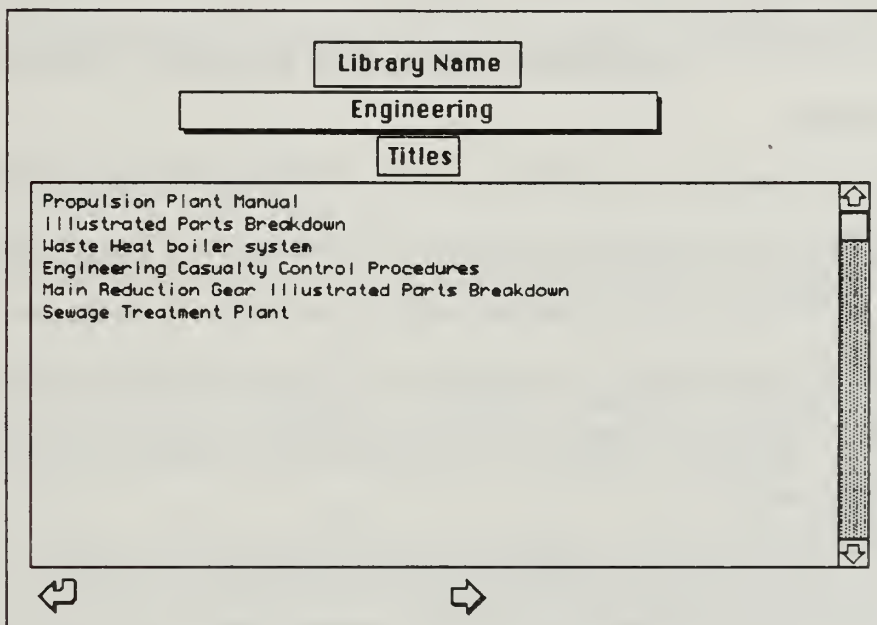 Library Name
Engineering
Titles
Propulsion Plant Manual
Illustrated Parts Breakdown
Waste Heat boiler system
Engineering Casualty Control Procedures
Main Reduction Gear Illustrated Parts Breakdown
Sewage Treatment Plant